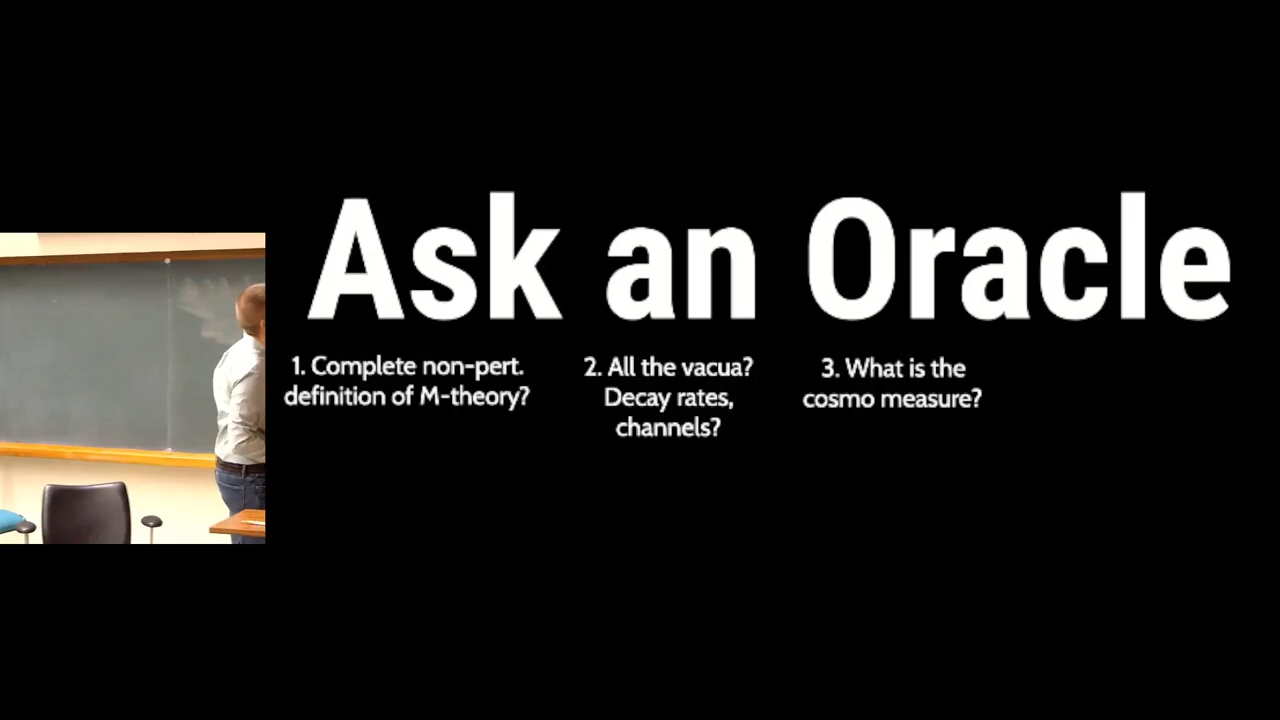 Ask an Oracle
1. Complete non-pert.
definition of M-theory?
2. All the vacua?
Decay rates,
channels?
3. What is the
cosmo measure?